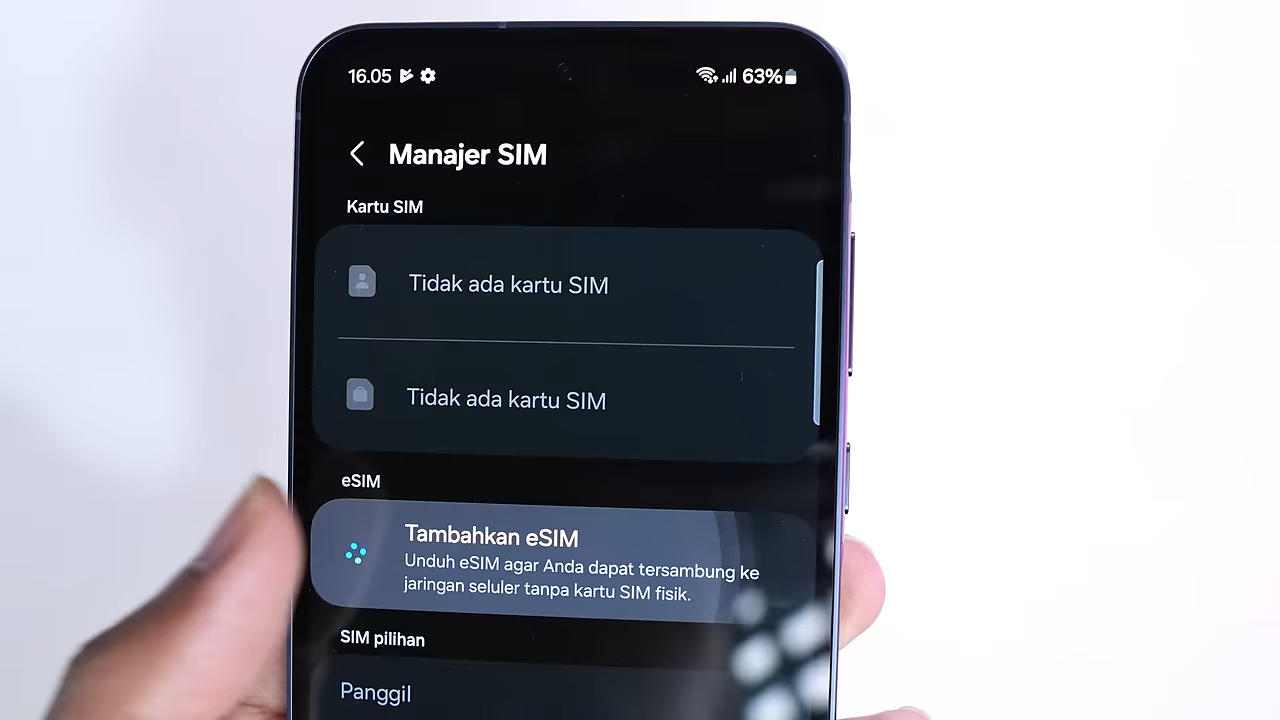 16.05 63%
Manajer SIM
Kartu SIM
Tidak ada kartu SIM
Tidak ada kartu SIM
eSIM
Tambahkan eSIM
Unduh eSIM agar Anda dapat tersambung ke
jaringan seluler tanpa kartu SIM fisik.
SIM pilihan
Panggil